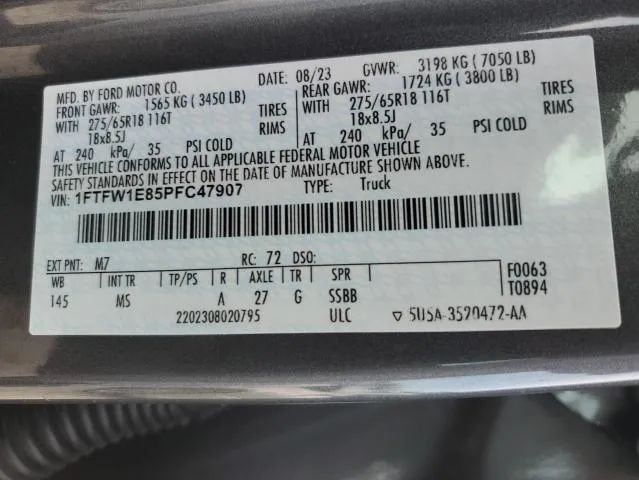 MFD. BY FORD MOTOR CO. DATE: 08/23 GVWR: 3198 KG ( 7050 LB)
FRONT GAWR: 1565 KG ( 3450 LB) REAR GAWR: 1724 KG ( 3800 LB)
WITH 275/65R18 116T TIRES WITH 275/65R18 116T TIRES
18x8.5J RIMS 18x8.5J RIMS
AT 240 kPa/ 35 PSI COLD AT 240 kPa/ 35 PSI COLD
THIS VEHICLE CONFORMS TO ALL APPLICABLE FEDERAL MOTOR VEHICLE
SAFETY STANDARDS IN EFFECT ON THE DATE OF MANUFACTURE SHOWN ABOVE.
VIN: 1FTFW1E85PFC47907 TYPE: Truck
EXT PNT: M7 RC: 72 DSO:
WB INT TR TP/PS R AXLE TR SPR F0063
145 MS A 27 G SSBB T0894
2202308020795 ULC ▽ 5U5A-3520472-AA